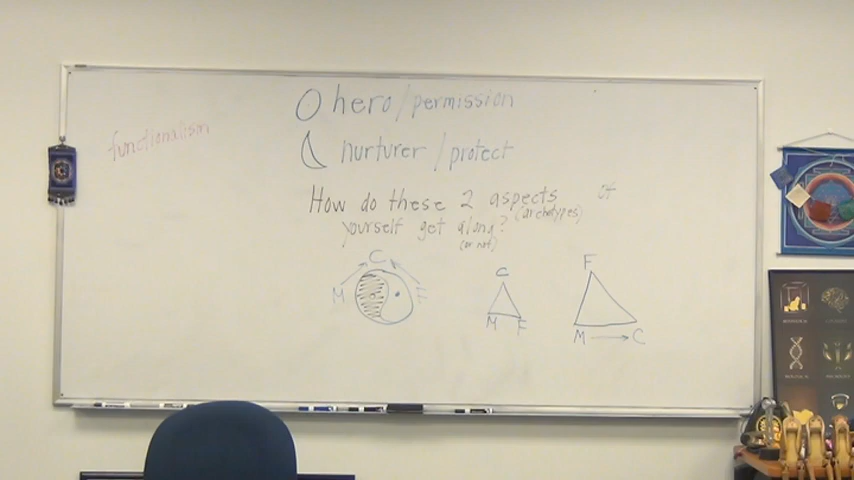 hero/permission
functionalism
nurturer/protect
How do these 2 aspects of
(archetypes)
yourself get along?
(or not)
C
M
F
C
M F
F
M → C